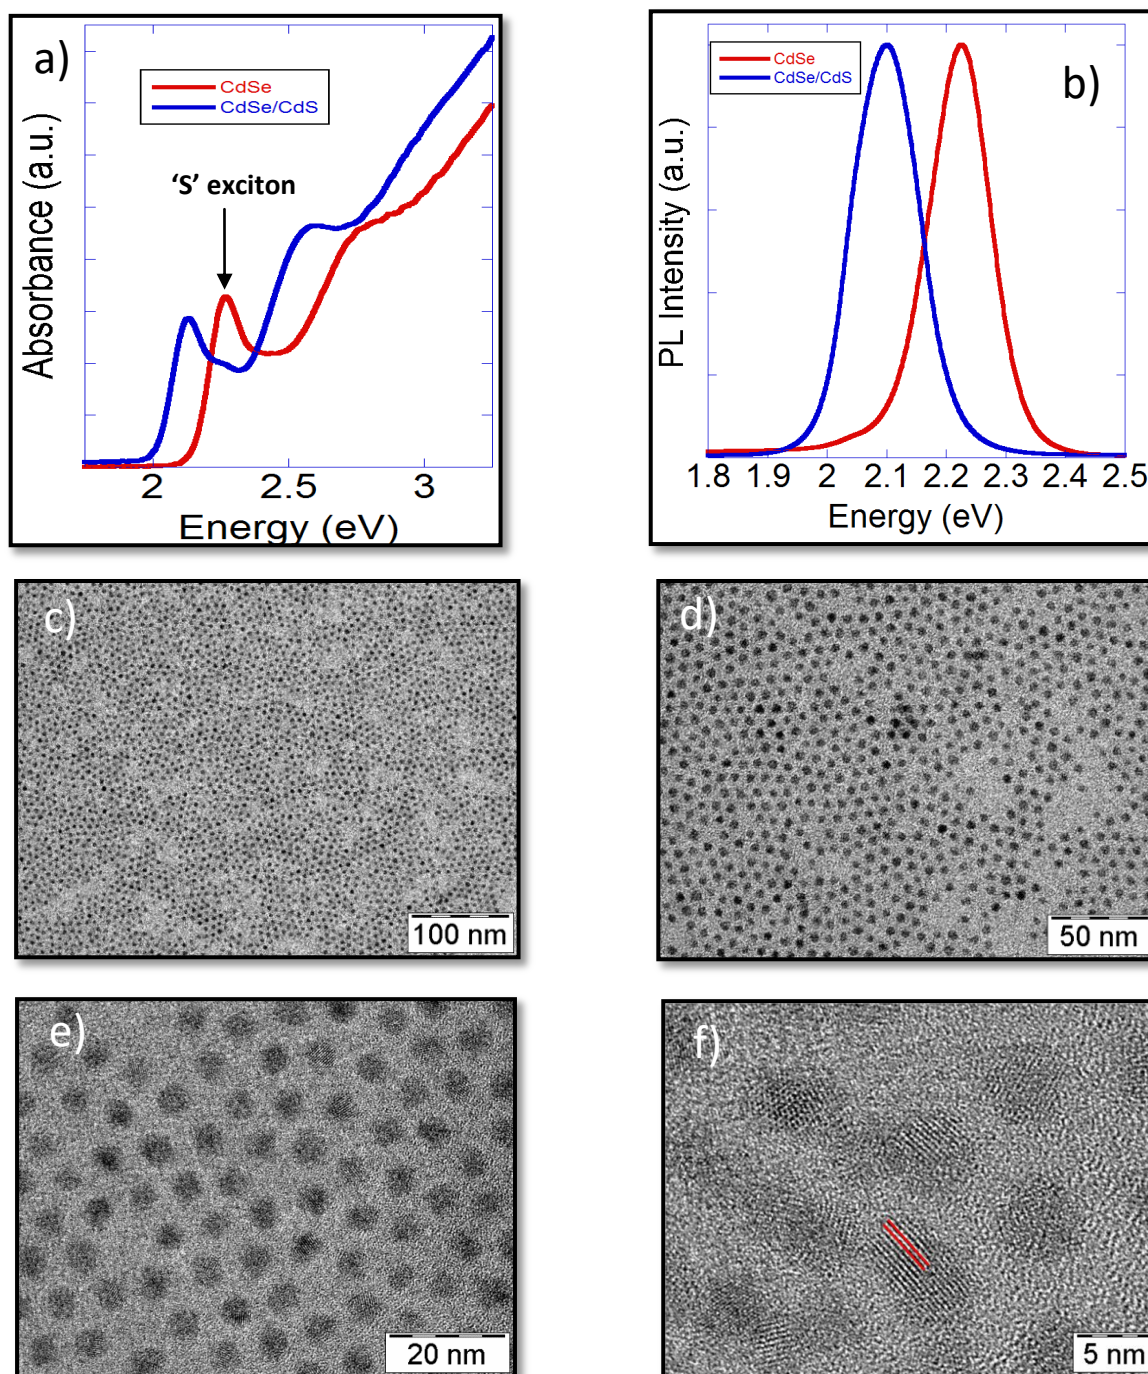 a)
CdSe
CdSe/CdS
‘S’ exciton
Absorbance (a.u.)
2 2.5 3
Energy (eV)
b)
CdSe
CdSe/CdS
PL Intensity (a.u.)
1.8 1.9 2 2.1 2.2 2.3 2.4 2.5
Energy (eV)
c)
100 nm
d)
50 nm
e)
20 nm
f)
5 nm